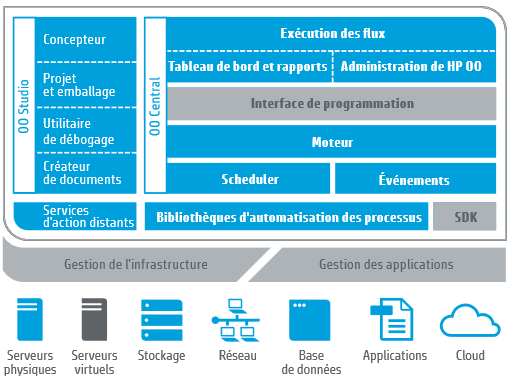 OO Studio
Concepteur
Projet
et emballage
Utilitaire
de débogage
Créateur
de documents
OO Central
Exécution des flux
Tableau de bord et rapports
Administration de HP OO
Interface de programmation
Moteur
Scheduler
Événements
Services
d'action distants
Bibliothèques d'automatisation des processus
SDK
Gestion de l'infrastructure
Gestion des applications
Serveurs
physiques
Serveurs
virtuels
Stockage
Réseau
Base
de données
Applications
Cloud